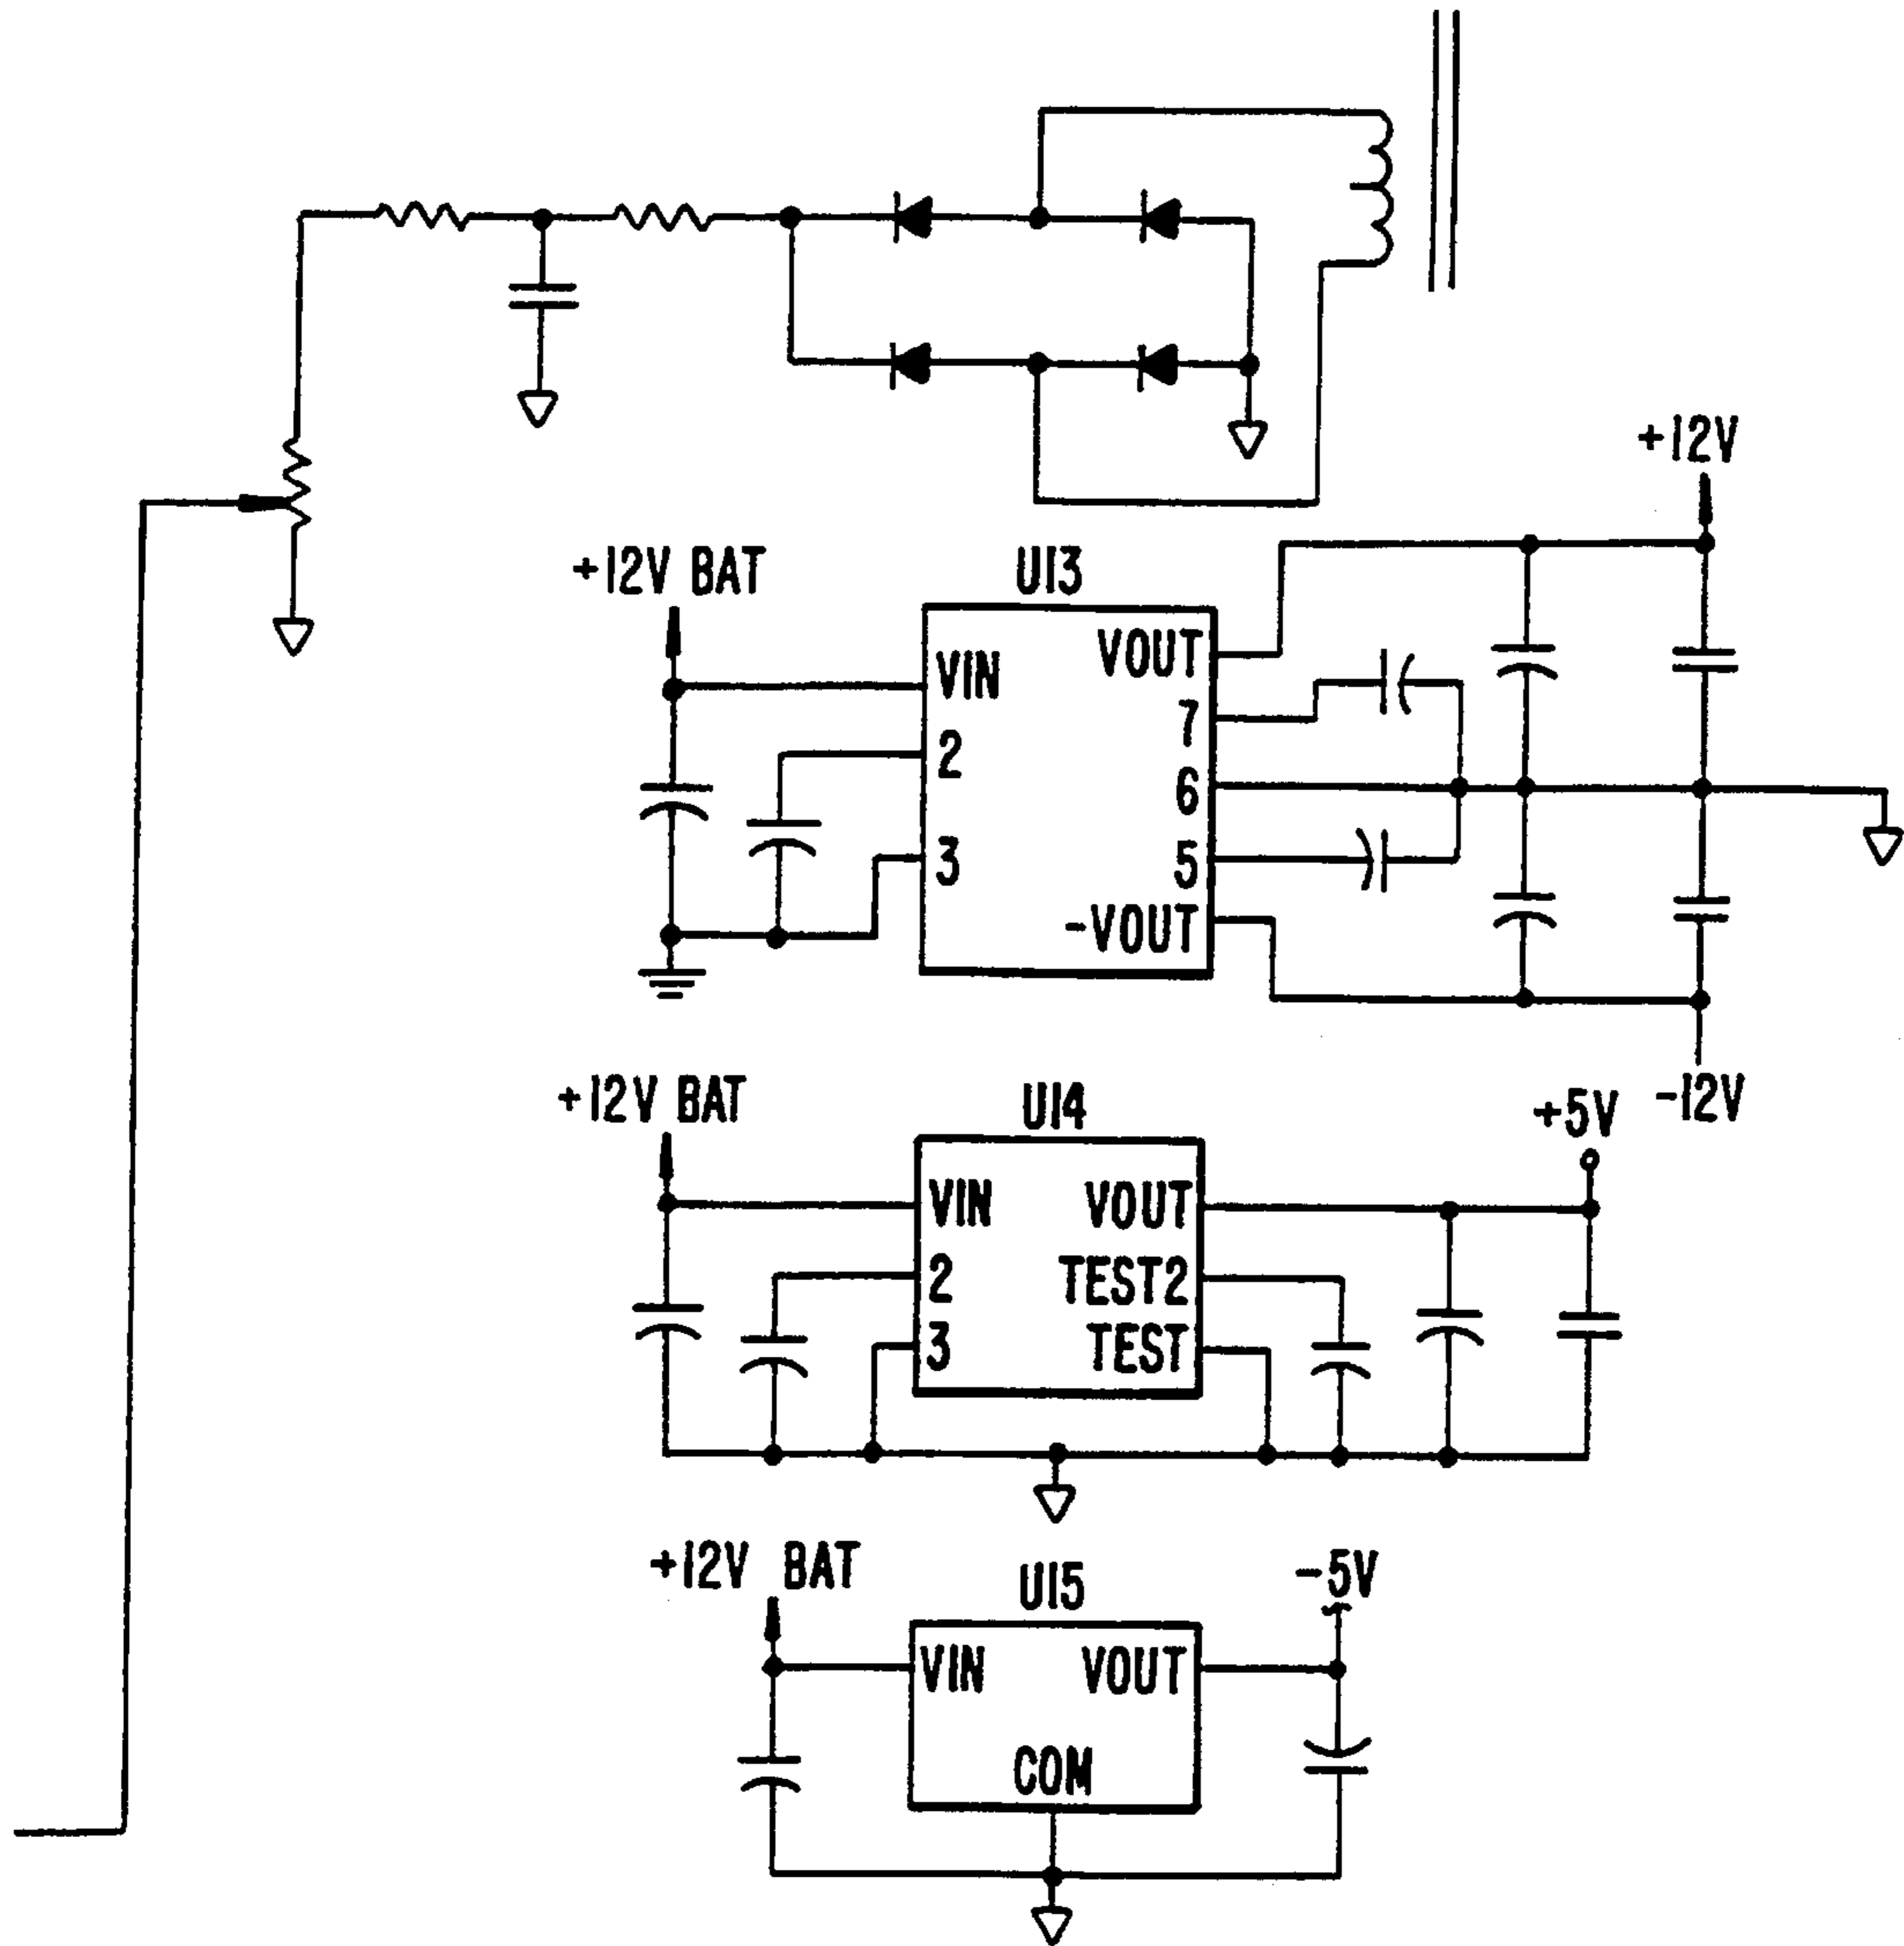 +12V
+12V BAT
U13
VIN
VOUT
2
7
3
6
5
-VOUT
-12V
+12V BAT
U14
+5V
VIN
VOUT
2
TEST2
3
TEST
+12V BAT
U15
-5V
VIN
VOUT
COM